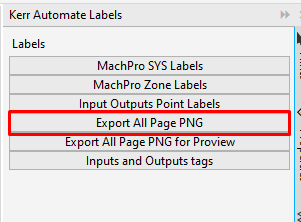 Kerr Automate Labels
Labels
MachPro SYS Labels
MachPro Zone Labels
Input Outputs Point Labels
Export All Page PNG
Export All Page PNG for Preview
Inputs and Outputs tags